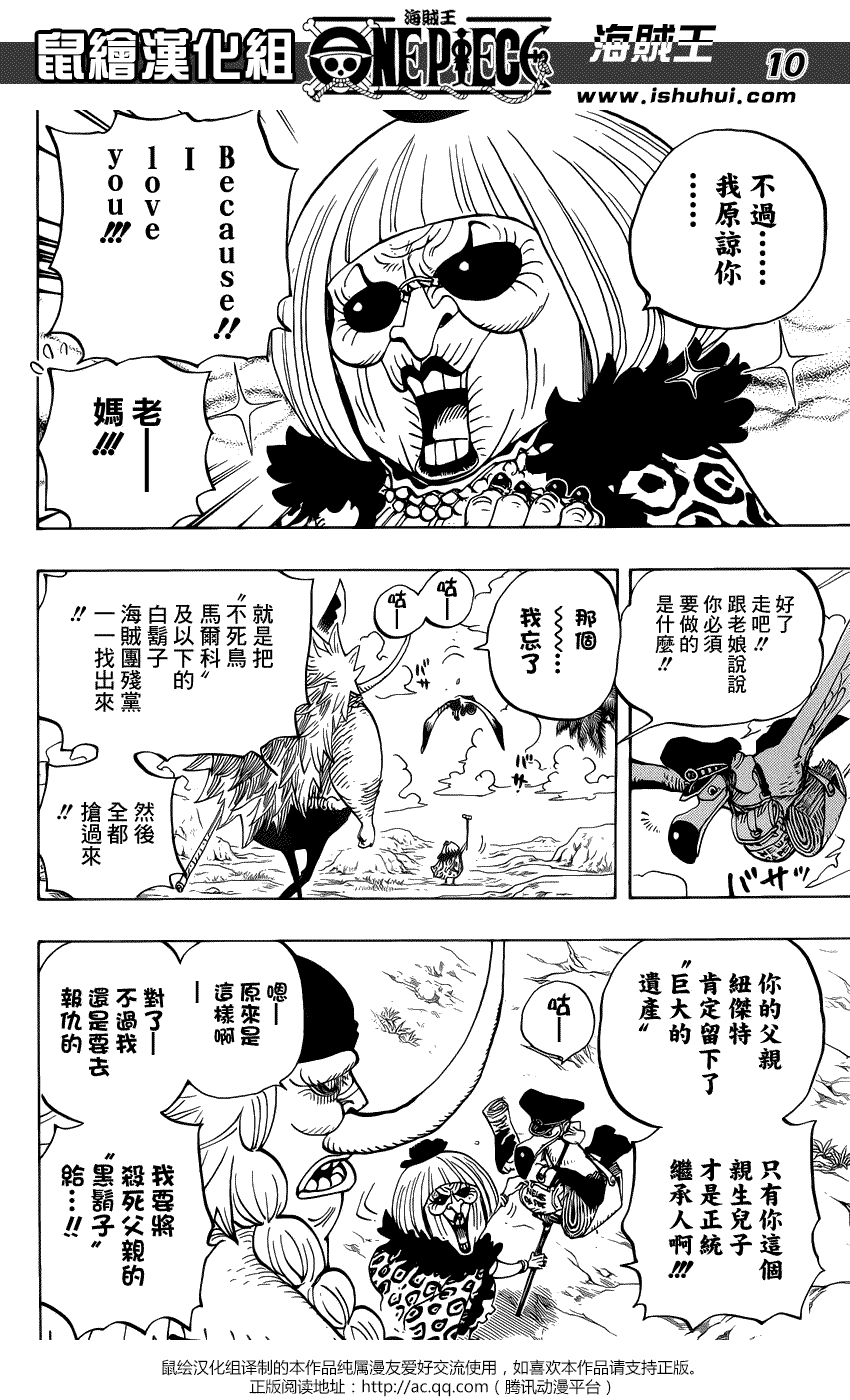 鼠繪漢化組
海賊王
ONE PIECE
海賊王
10
www.ishuhui.com
不過……
我原諒你
……
Because!!
I
love
you!!!
老——
媽!!!
好了
走吧!!
跟老娘說說
你必須
要做的
是什麼!!
那個
……
我忘了
咕—
咕—
バサッ
バサッ
就是把
〝不死鳥
馬爾科〞
及以下的
白鬍子
海賊團殘黨
一一找出來
!!
然後
全都
搶過來
!!
你的父親
紐傑特
肯定留下了
〝巨大的
遺產〞
只有你這個
親生兒子
才是正統
繼承人啊!!!
咕—
嗯—
原來是
這樣啊
對了—
不過我
還是要去
報仇的
我要將
殺死父親的
〝黑鬍子〞
給…!!
鼠绘汉化组译制的本作品纯属漫友爱好交流使用，如喜欢本作品请支持正版。
正版阅读地址：http://ac.qq.com（腾讯动漫平台）